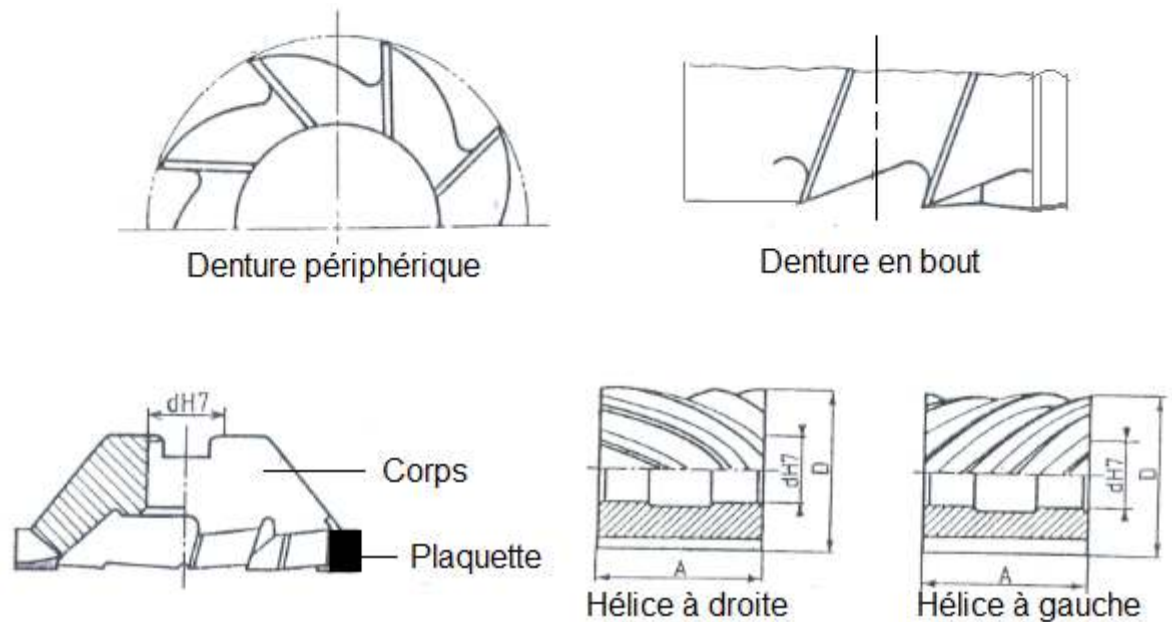 Denture périphérique
Denture en bout
dH7
Corps
Plaquette
dH7
D
A
Hélice à droite
dH7
D
A
Hélice à gauche